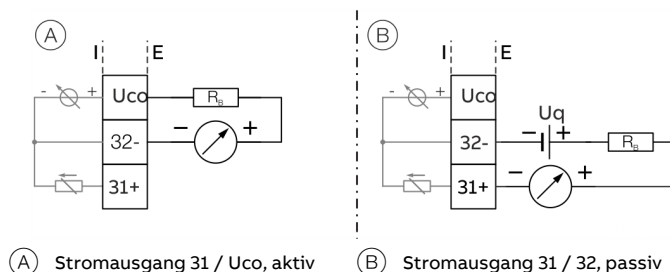 A
I E
- + Uco R_B
32- - +
31+
B
I E
- + Uco
Uq
32- - + R_B
31+ - +
A Stromausgang 31 / Uco, aktiv
B Stromausgang 31 / 32, passiv